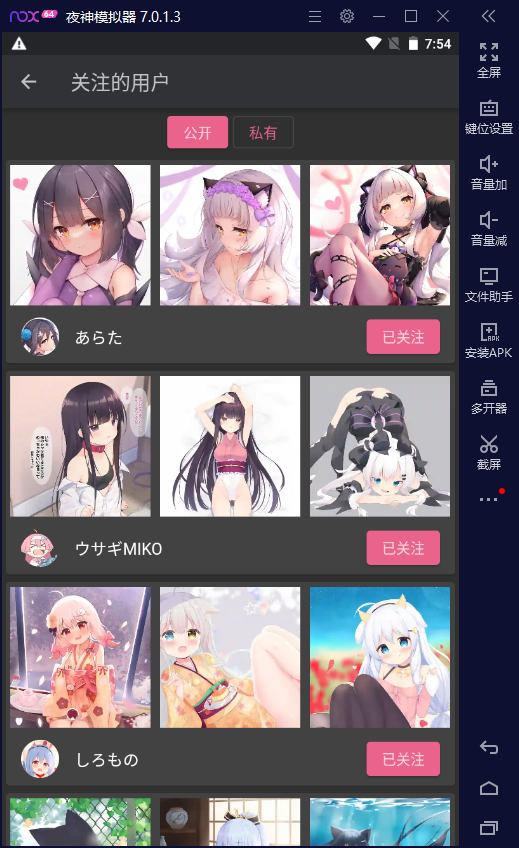 nox 64 夜神模拟器 7.0.1.3
7:54
关注的用户
公开 私有
あらた 已关注
ウサギMIKO 已关注
しろもの 已关注
全屏
键位设置
音量加
音量减
文件助手
APK
安装APK
多开器
截屏